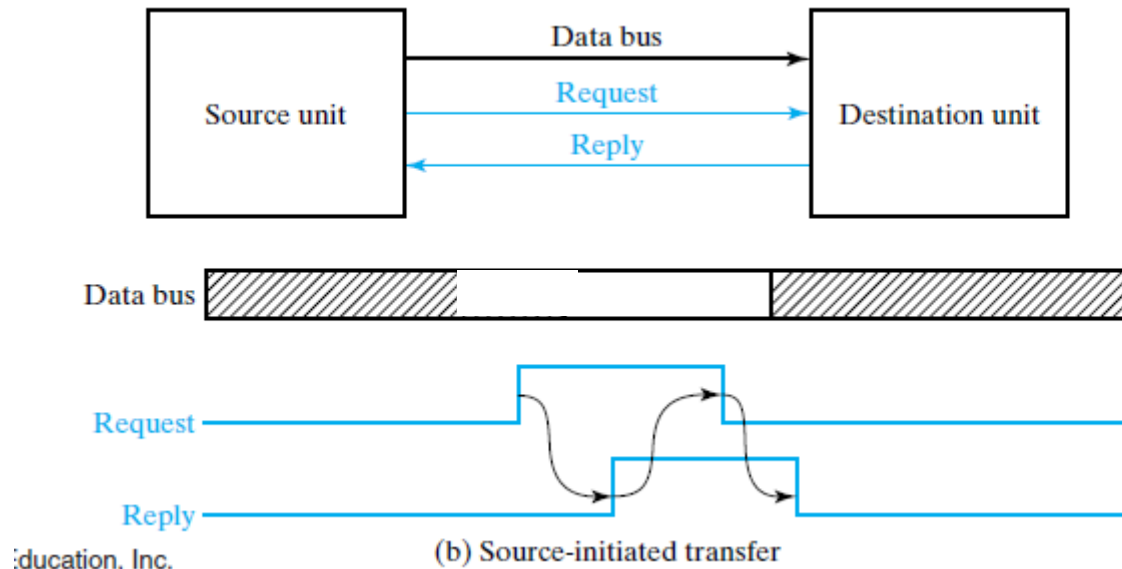 Data bus
Source unit
Request
Destination unit
Reply
Data bus
Request
Reply
Education, Inc.
(b) Source-initiated transfer